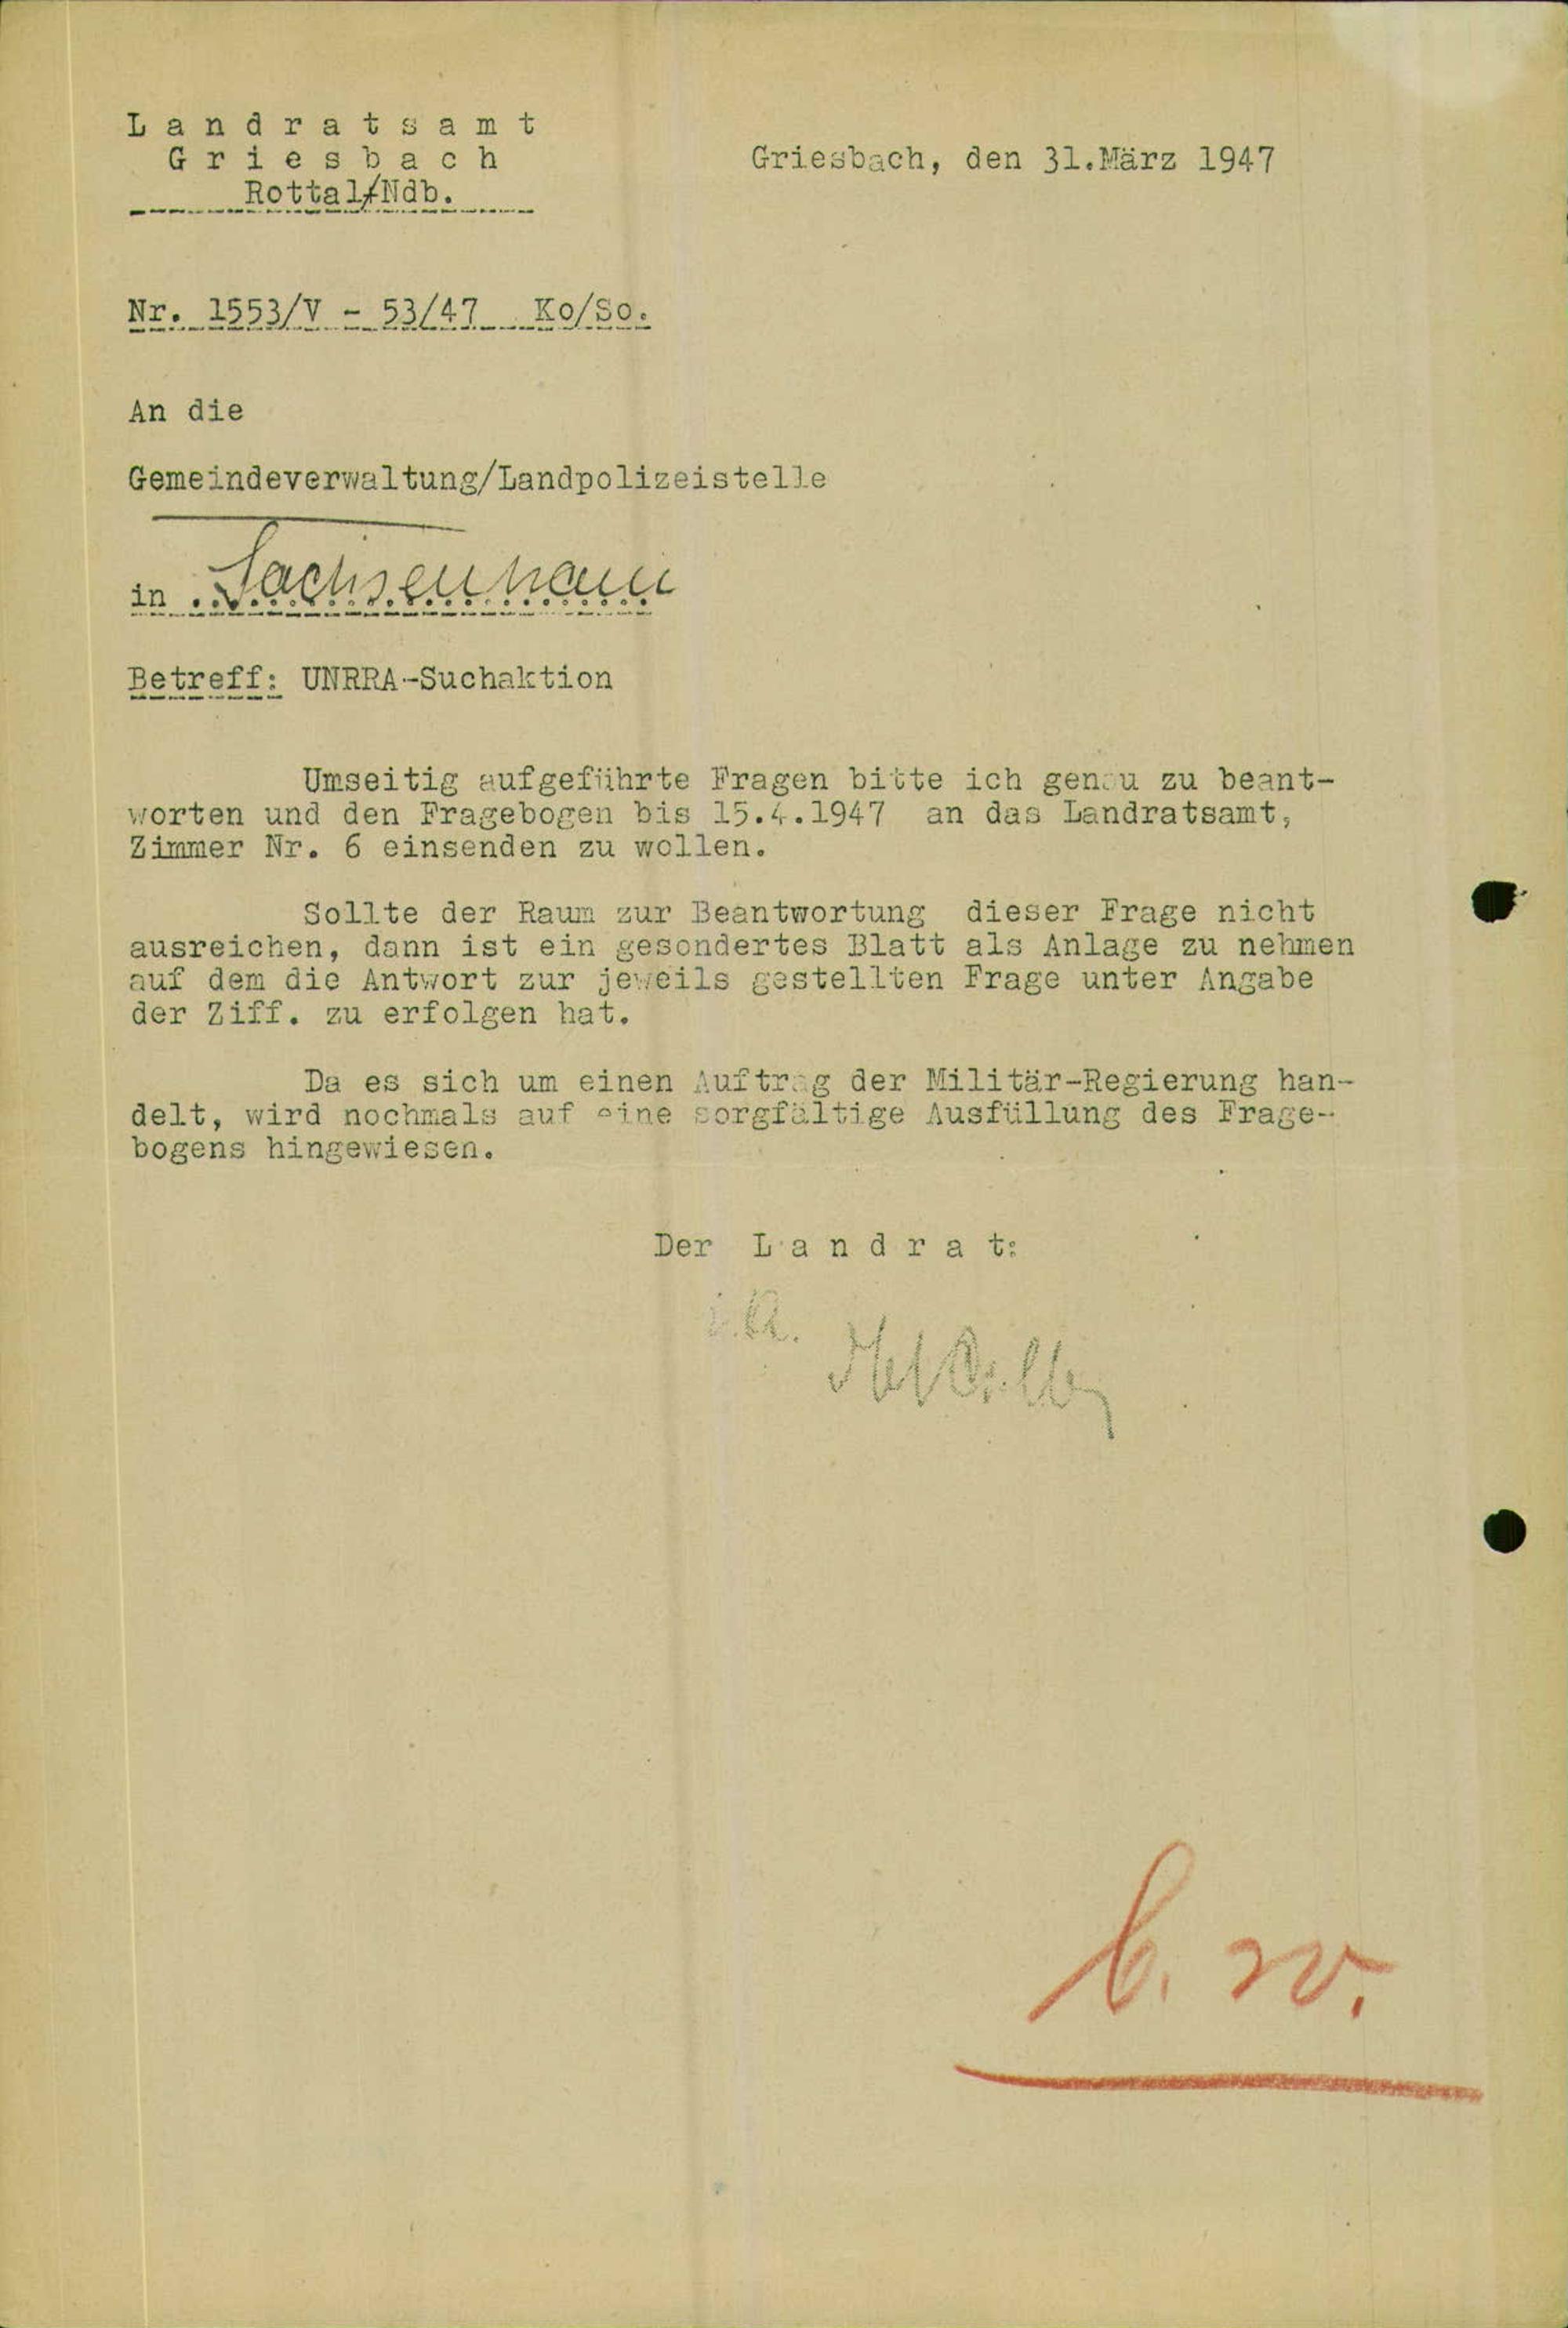 Landratsamt
Griesbach
Rottal/Ndb.
Griesbach, den 31.März 1947
Nr. 1553/V - 53/47 Ko/So.
An die
Gemeindeverwaltung/Landpolizeistelle
in Sachsenham
Betreff: UNRRA-Suchaktion
Umseitig aufgeführte Fragen bitte ich genau zu beant-
worten und den Fragebogen bis 15.4.1947 an das Landratsamt,
Zimmer Nr. 6 einsenden zu wollen.
Sollte der Raum zur Beantwortung dieser Frage nicht
ausreichen, dann ist ein gesondertes Blatt als Anlage zu nehmen
auf dem die Antwort zur jeweils gestellten Frage unter Angabe
der Ziff. zu erfolgen hat.
Da es sich um einen Auftrag der Militär-Regierung han-
delt, wird nochmals auf eine sorgfältige Ausfüllung des Frage-
bogens hingewiesen.
Der Landrat:
i.A.
b. w.